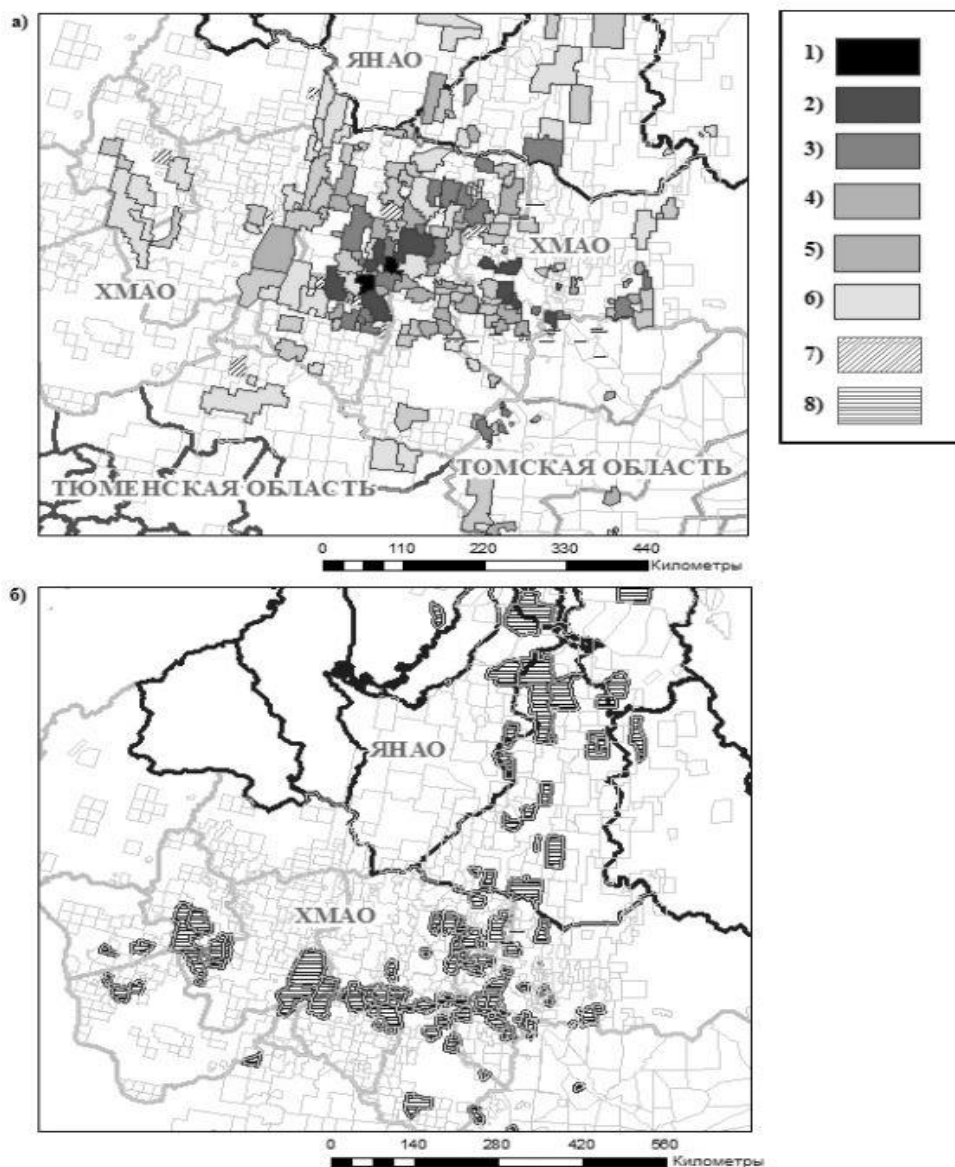 а)
ЯНАО
ХМАО
ХМАО
ТОМСКАЯ ОБЛАСТЬ
ТЮМЕНСКАЯ ОБЛАСТЬ
0 110 220 330 440
Километры
1)
2)
3)
4)
5)
6)
7)
8)
б)
ЯНАО
ХМАО
0 140 280 420 560
Километры